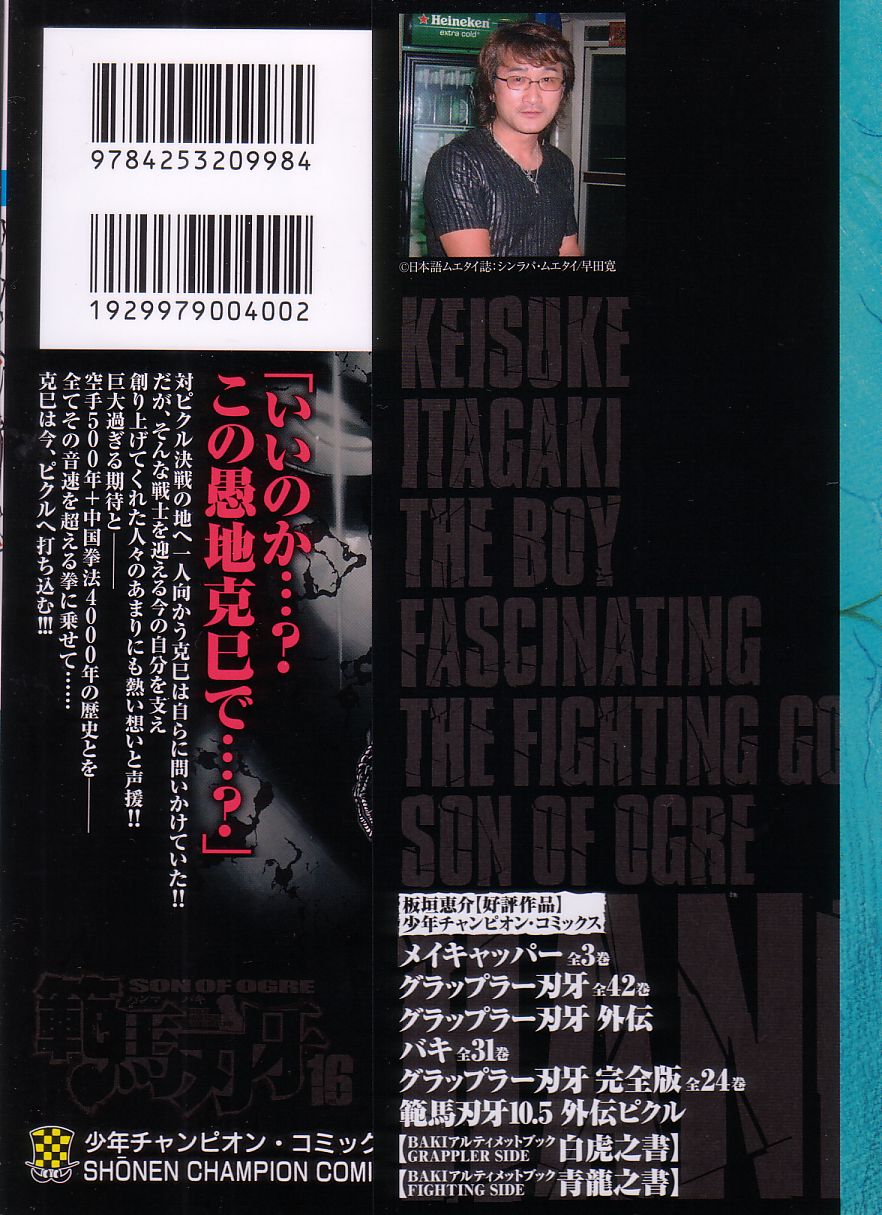 9784253209984
1929979004002
「いいのか…?
この愚地克巳で…?」
対ピクル決戦の地へ一人向かう克巳は自らに問いかけていた!!
だが、そんな戦士を迎える今の自分を支え
創り上げてくれた人々のあまりにも熱い想いと声援!!
巨大過ぎる期待と――
空手500年+中国拳法4000年の歴史とを――
全てその音速を超える拳に乗せて……
克巳は今、ピクルへ打ち込む!!!
SON OF OGRE
ハンマ バキ
範馬刃牙16
少年チャンピオン・コミック
SHŌNEN CHAMPION COMI
Heineken
extra cold
©日本語ムエタイ誌:シンラパ・ムエタイ/早田寛
KEISUKE
ITAGAKI
THE BOY
FASCINATING
THE FIGHTING GO
SON OF OGRE
板垣恵介【好評作品】
少年チャンピオン・コミックス
メイキャッパー 全3巻
グラップラー刃牙 全42巻
グラップラー刃牙 外伝
バキ 全31巻
グラップラー刃牙 完全版 全24巻
範馬刃牙10.5 外伝ピクル
【BAKIアルティメットブック GRAPPLER SIDE 白虎之書】
【BAKIアルティメットブック FIGHTING SIDE 青龍之書】